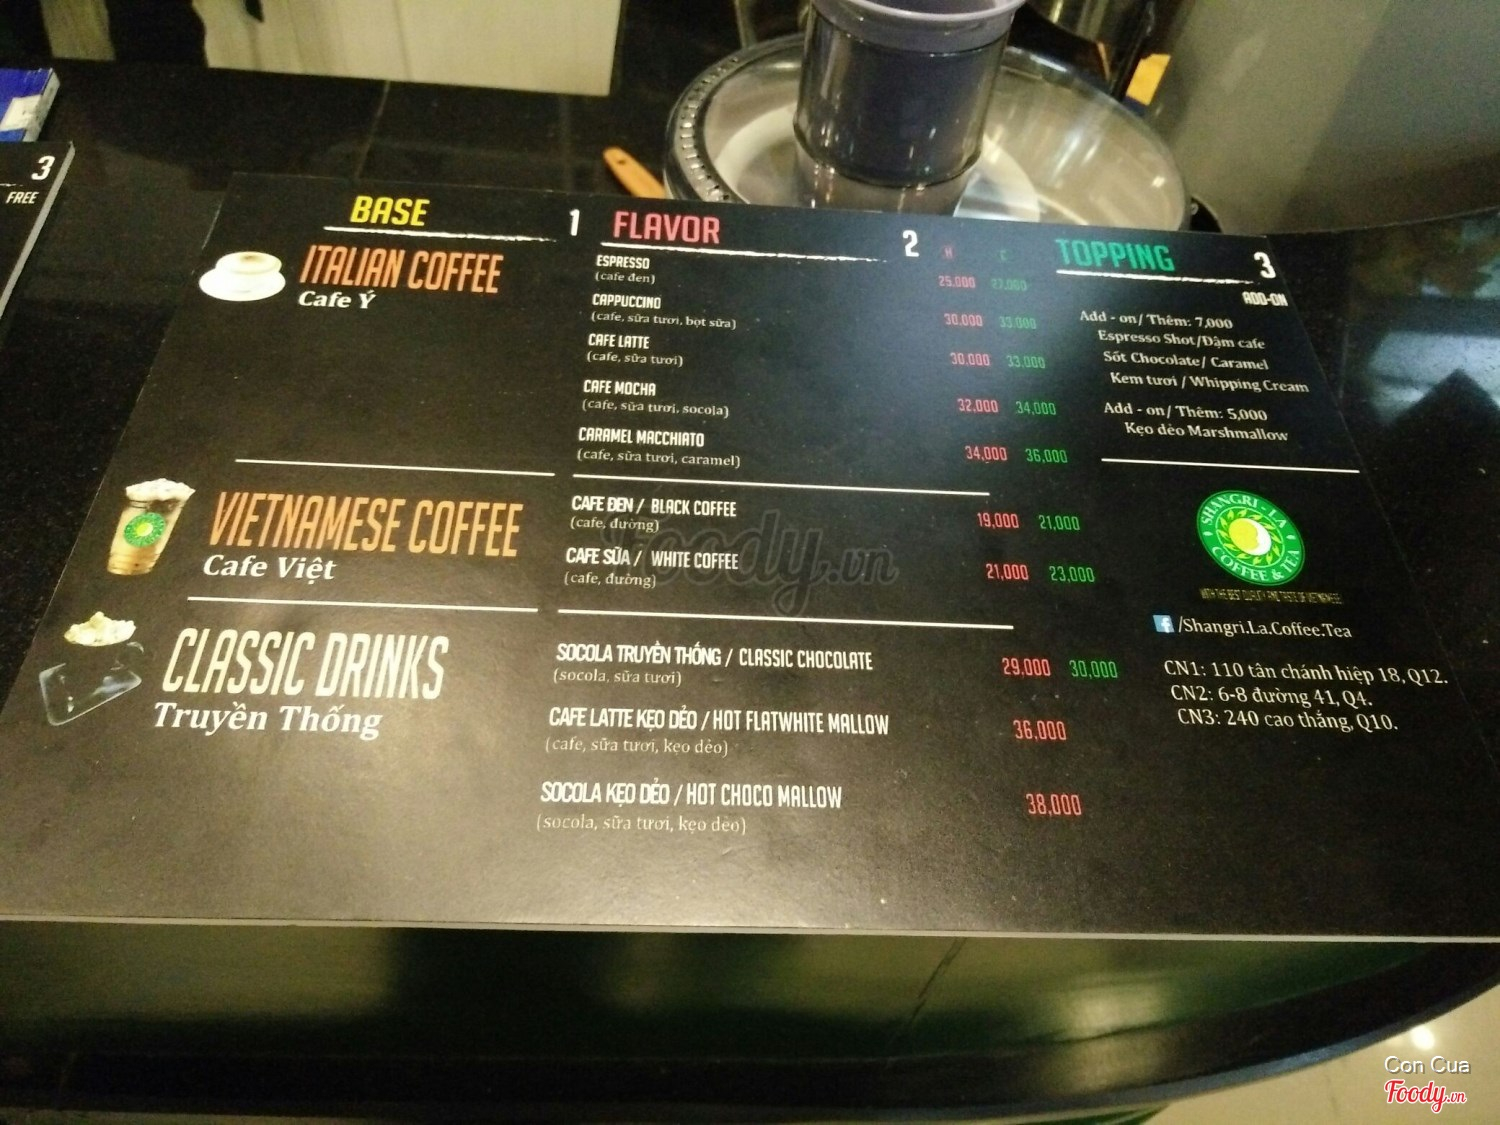 3
FREE
BASE 1
ITALIAN COFFEE
Cafe Ý
VIETNAMESE COFFEE
Cafe Việt
CLASSIC DRINKS
Truyền Thống
FLAVOR 2
H C
ESPRESSO 25,000 27,000
(cafe đen)
CAPPUCCINO 30,000 33,000
(cafe, sữa tươi, bọt sữa)
CAFE LATTE 30,000 33,000
(cafe, sữa tươi)
CAFE MOCHA 32,000 34,000
(cafe, sữa tươi, socola)
CARAMEL MACCHIATO 34,000 36,000
(cafe, sữa tươi, caramel)
CAFE ĐEN / BLACK COFFEE 19,000 21,000
(cafe, đường)
CAFE SỮA / WHITE COFFEE 21,000 23,000
(cafe, đường)
SOCOLA TRUYỀN THỐNG / CLASSIC CHOCOLATE 29,000 30,000
(socola, sữa tươi)
CAFE LATTE KẸO DẺO / HOT FLATWHITE MALLOW 36,000
(cafe, sữa tươi, kẹo dẻo)
SOCOLA KẸO DẺO / HOT CHOCO MALLOW 38,000
(socola, sữa tươi, kẹo dẻo)
TOPPING 3
ADD-ON
Add - on/ Thêm: 7,000
Espresso Shot/Đậm cafe
Sốt Chocolate/ Caramel
Kem tươi / Whipping Cream
Add - on/ Thêm: 5,000
Kẹo dẻo Marshmallow
SHANGRI-LA
COFFEE & TEA
f /Shangri.La.Coffee.Tea
CN1: 110 tân chánh hiệp 18, Q12.
CN2: 6-8 đường 41, Q4.
CN3: 240 cao thắng, Q10.
Foody.vn
Con Cua
Foody.vn